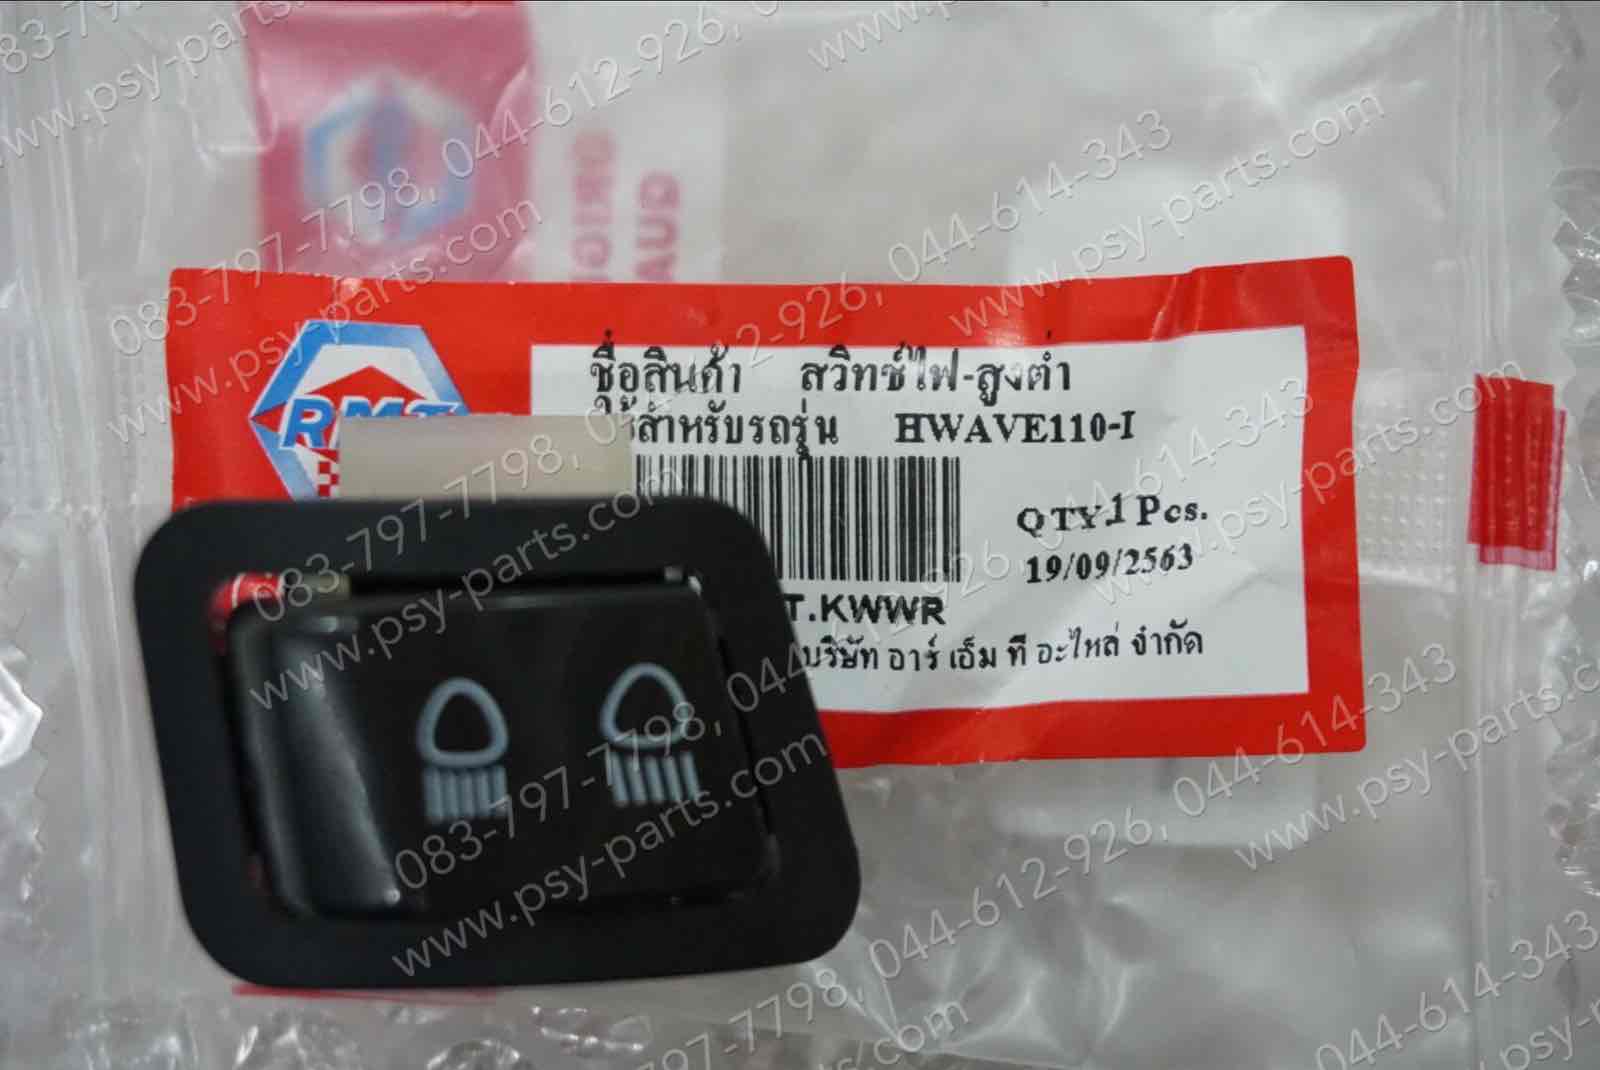 RMT
ชื่อสินค้า สวิทช์ไฟ-สูงต่ำ
ใช้สำหรับรถรุ่น HWAVE110-I
QTY.1 Pcs.
19/09/2563
T.KWWR
บริษัท อาร์ เอ็ม ที อะไหล่ จำกัด
083-797-7798, 044-612-926, 044-614-343
www.psy-parts.com